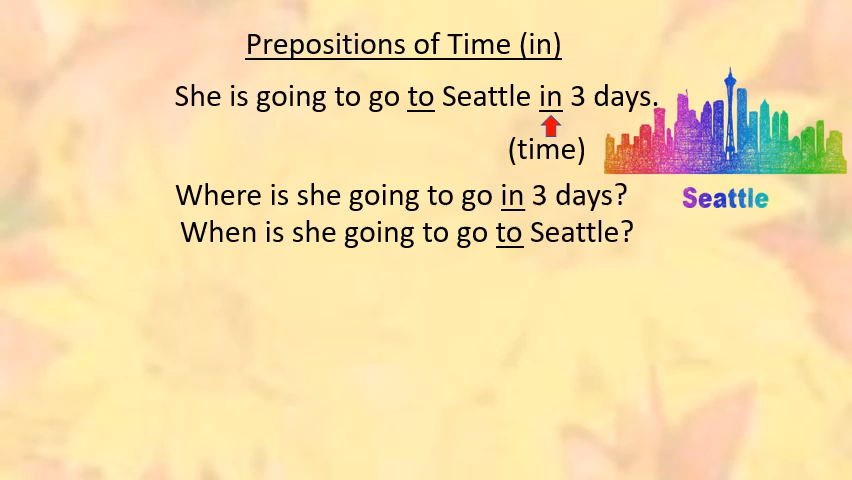 Prepositions of Time (in)
She is going to go to Seattle in 3 days.
(time)
Where is she going to go in 3 days?
Seattle
When is she going to go to Seattle?